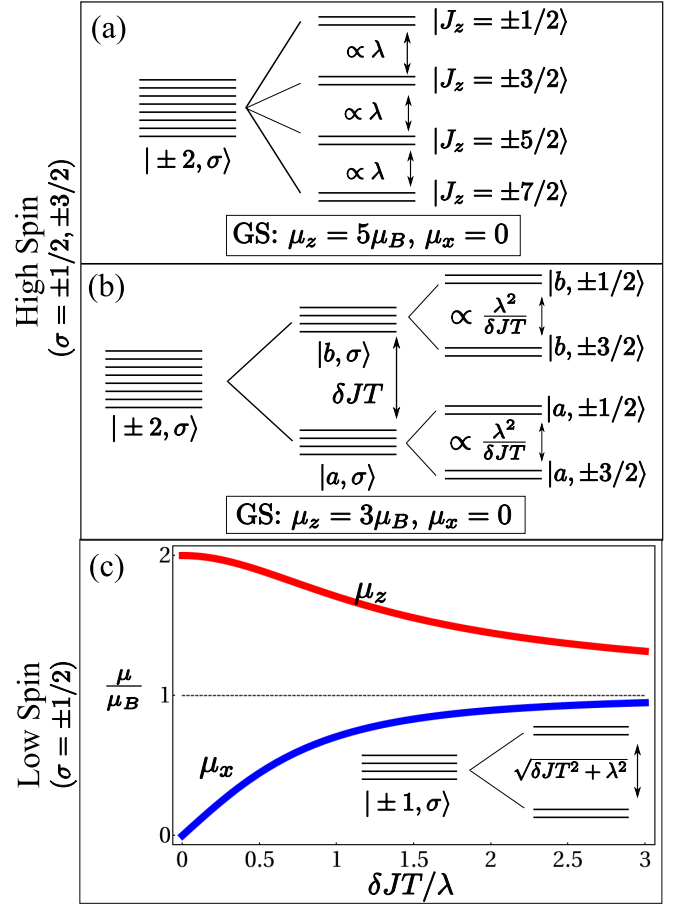 (a)
|J_z = ±1/2⟩
∝ λ
|J_z = ±3/2⟩
∝ λ
|J_z = ±5/2⟩
∝ λ
|J_z = ±7/2⟩
| ± 2, σ⟩
GS: μ_z = 5μ_B, μ_x = 0
High Spin
(σ = ±1/2, ±3/2)
(b)
|b, ±1/2⟩
∝ λ²/δJT
|b, ±3/2⟩
|b, σ⟩
δJT
| ± 2, σ⟩
|a, ±1/2⟩
∝ λ²/δJT
|a, ±3/2⟩
|a, σ⟩
GS: μ_z = 3μ_B, μ_x = 0
(c)
2
μ_z
μ/μ_B
1
μ_x
√(δJT² + λ²)
| ± 1, σ⟩
0
0 0.5 1 1.5 2 2.5 3
δJT/λ
Low Spin
(σ = ±1/2)